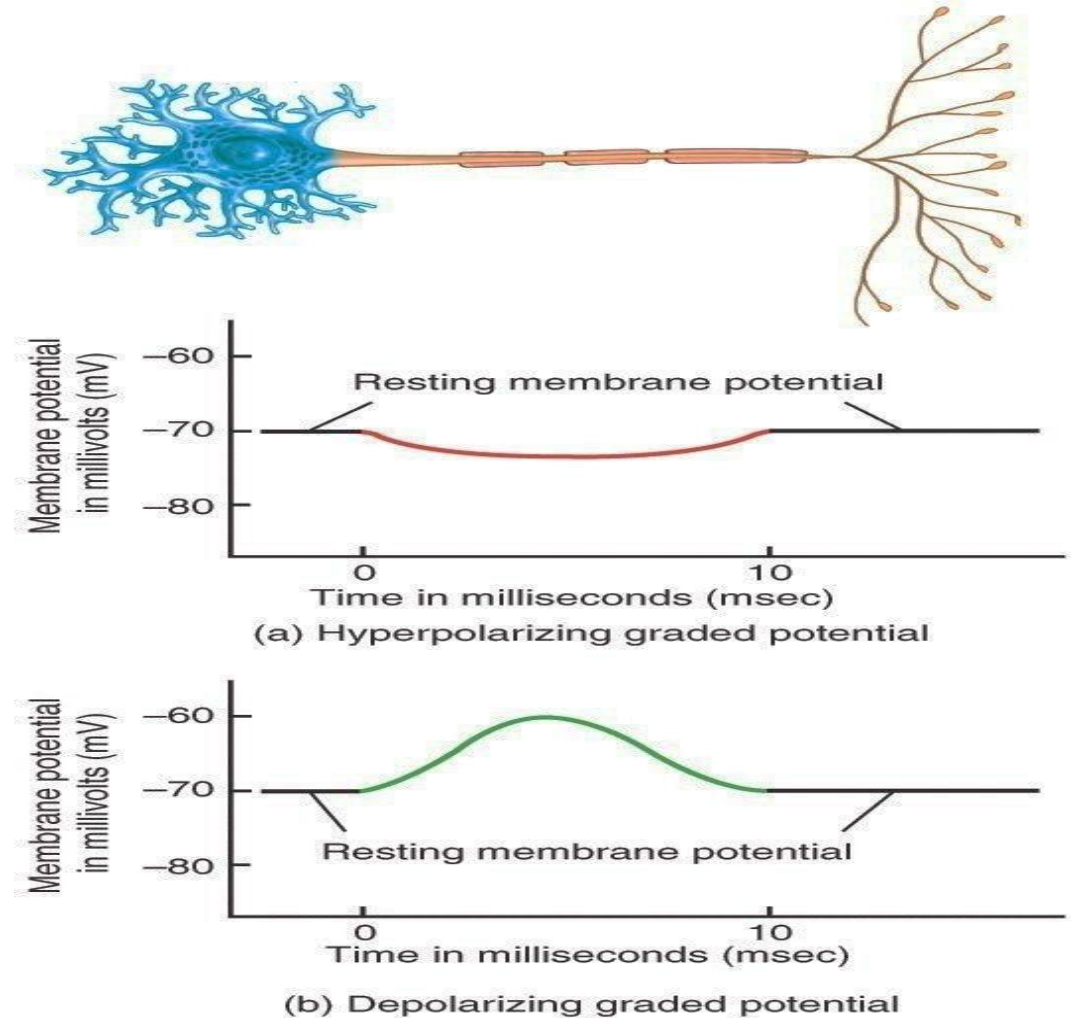 Membrane potential
in millivolts (mV)
–60
Resting membrane potential
–70
–80
0
10
Time in milliseconds (msec)
(a) Hyperpolarizing graded potential
Membrane potential
in millivolts (mV)
–60
–70
Resting membrane potential
–80
0
10
Time in milliseconds (msec)
(b) Depolarizing graded potential